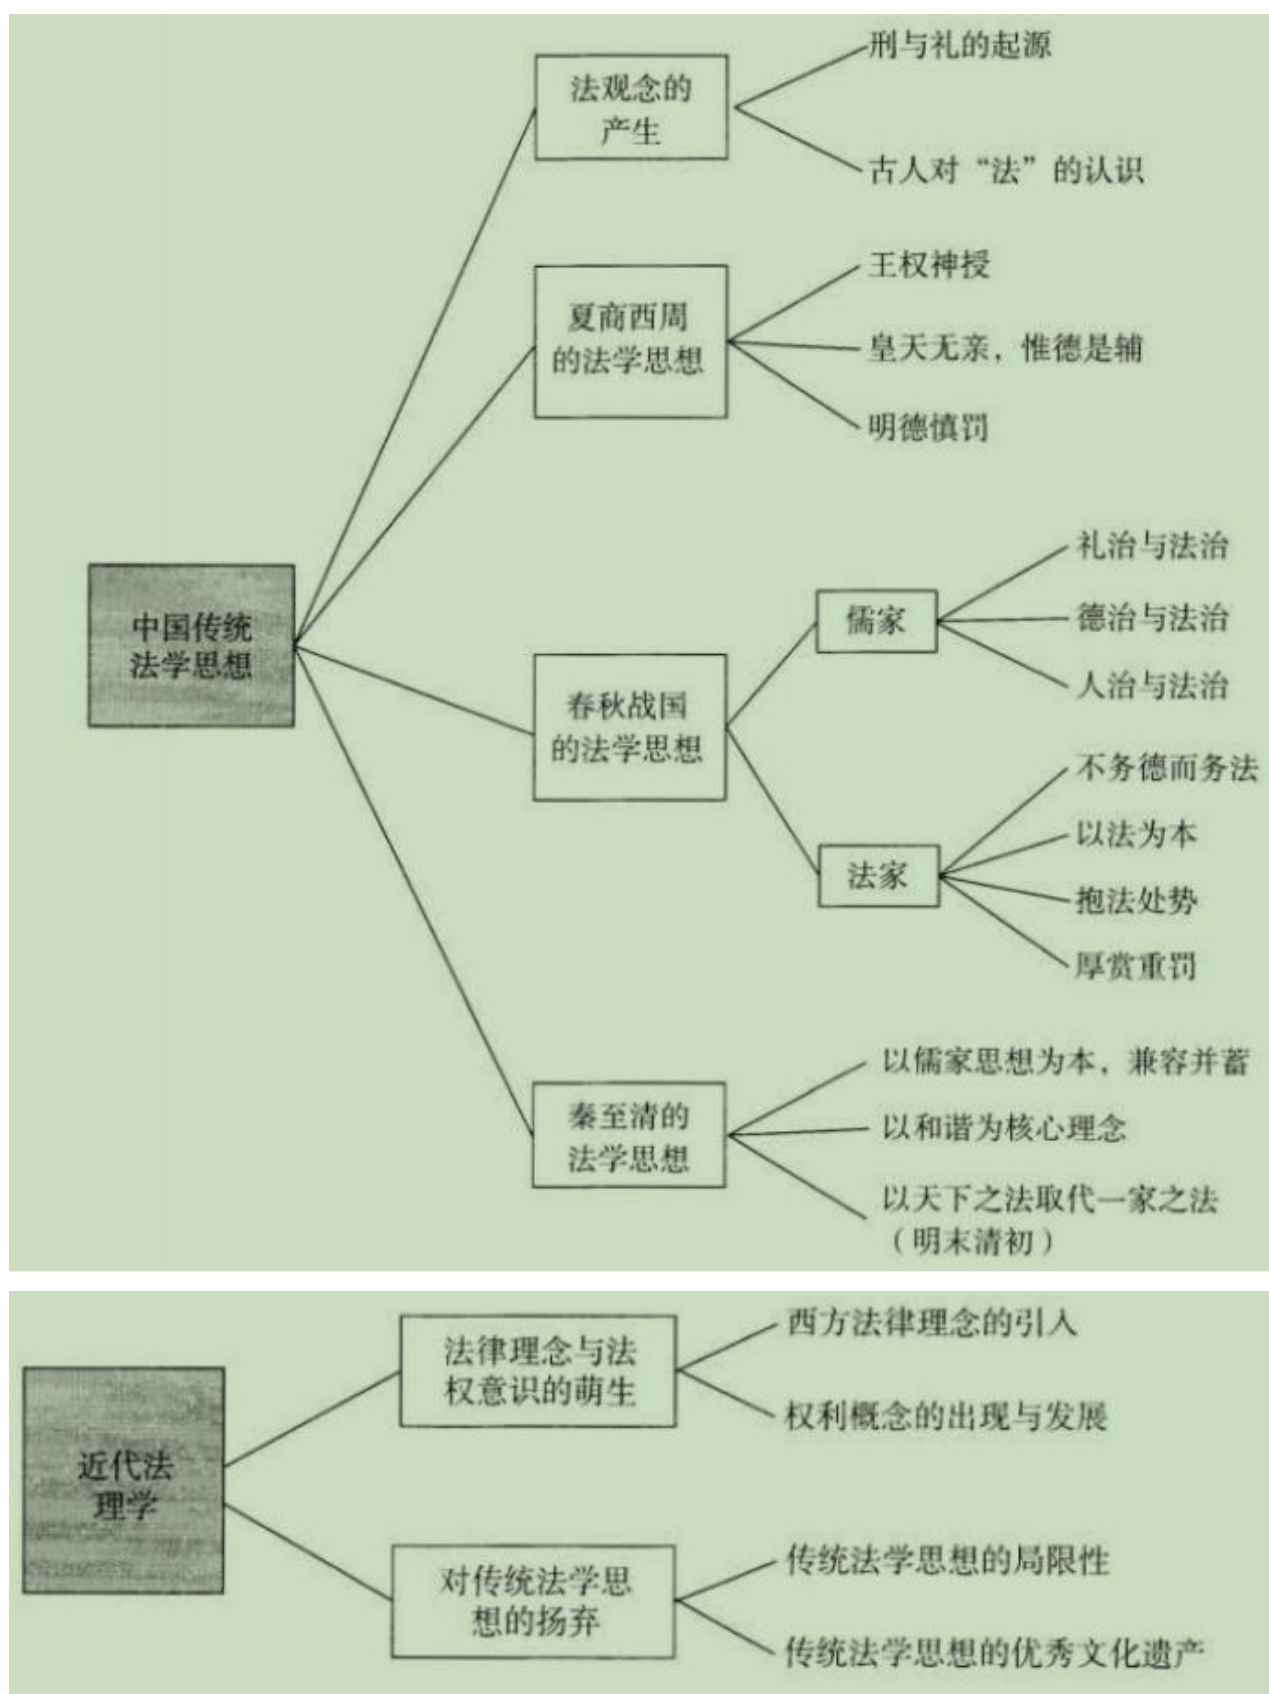 中国传统
法学思想
法观念的
产生
刑与礼的起源
古人对“法”的认识
夏商西周
的法学思想
王权神授
皇天无亲，惟德是辅
明德慎罚
春秋战国
的法学思想
儒家
礼治与法治
德治与法治
人治与法治
法家
不务德而务法
以法为本
抱法处势
厚赏重罚
秦至清的
法学思想
以儒家思想为本，兼容并蓄
以和谐为核心理念
以天下之法取代一家之法
（明末清初）
近代法
理学
法律理念与法
权意识的萌生
西方法律理念的引入
权利概念的出现与发展
对传统法学思
想的扬弃
传统法学思想的局限性
传统法学思想的优秀文化遗产